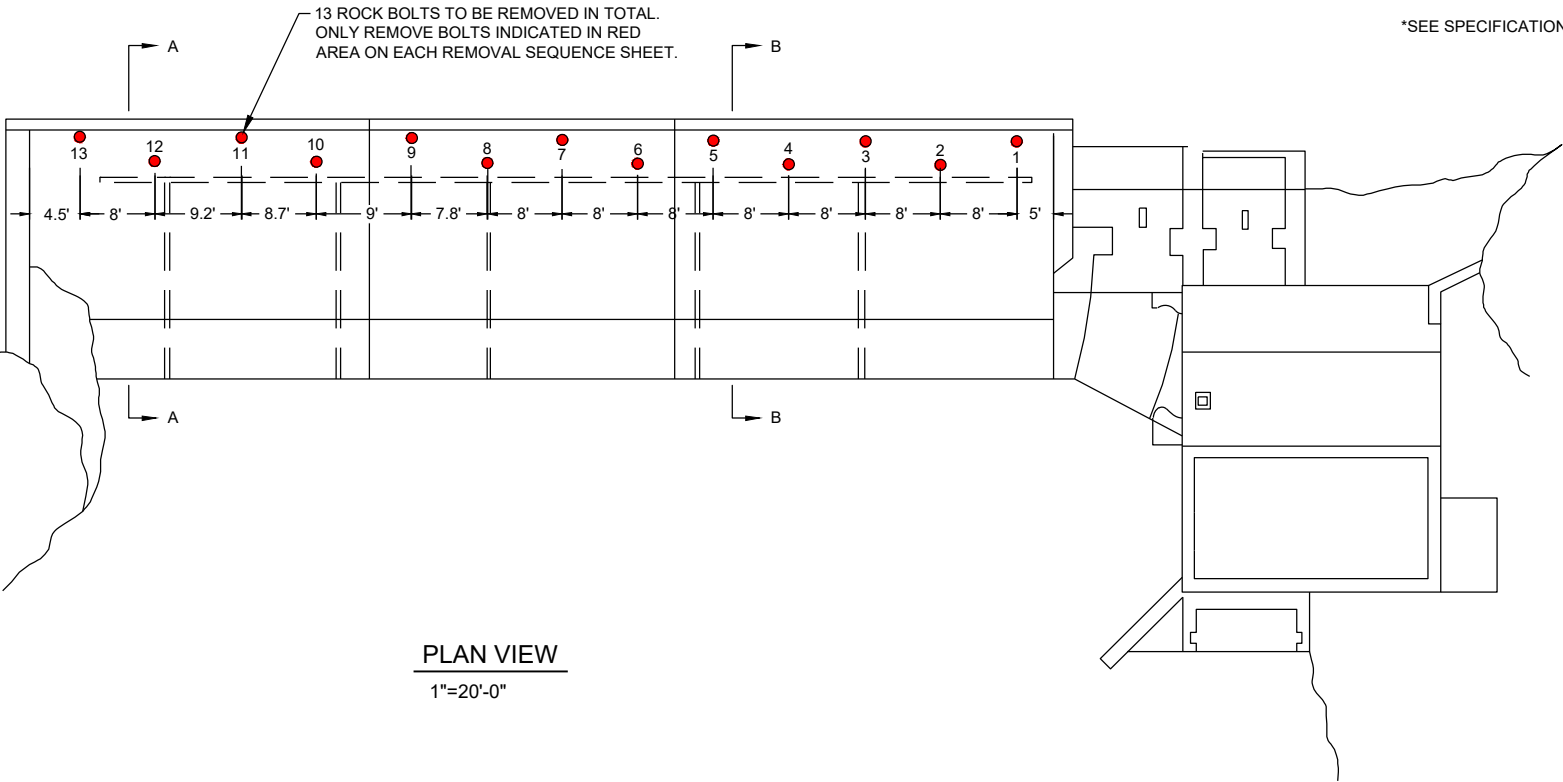 13 ROCK BOLTS TO BE REMOVED IN TOTAL.
ONLY REMOVE BOLTS INDICATED IN RED
AREA ON EACH REMOVAL SEQUENCE SHEET.
*SEE SPECIFICATION
A
B
13
12
11
10
9
8
7
6
5
4
3
2
1
4.5' 8' 9.2' 8.7' 9' 7.8' 8' 8' 8' 8' 8' 8' 8' 5'
A
B
PLAN VIEW
1"=20'-0"